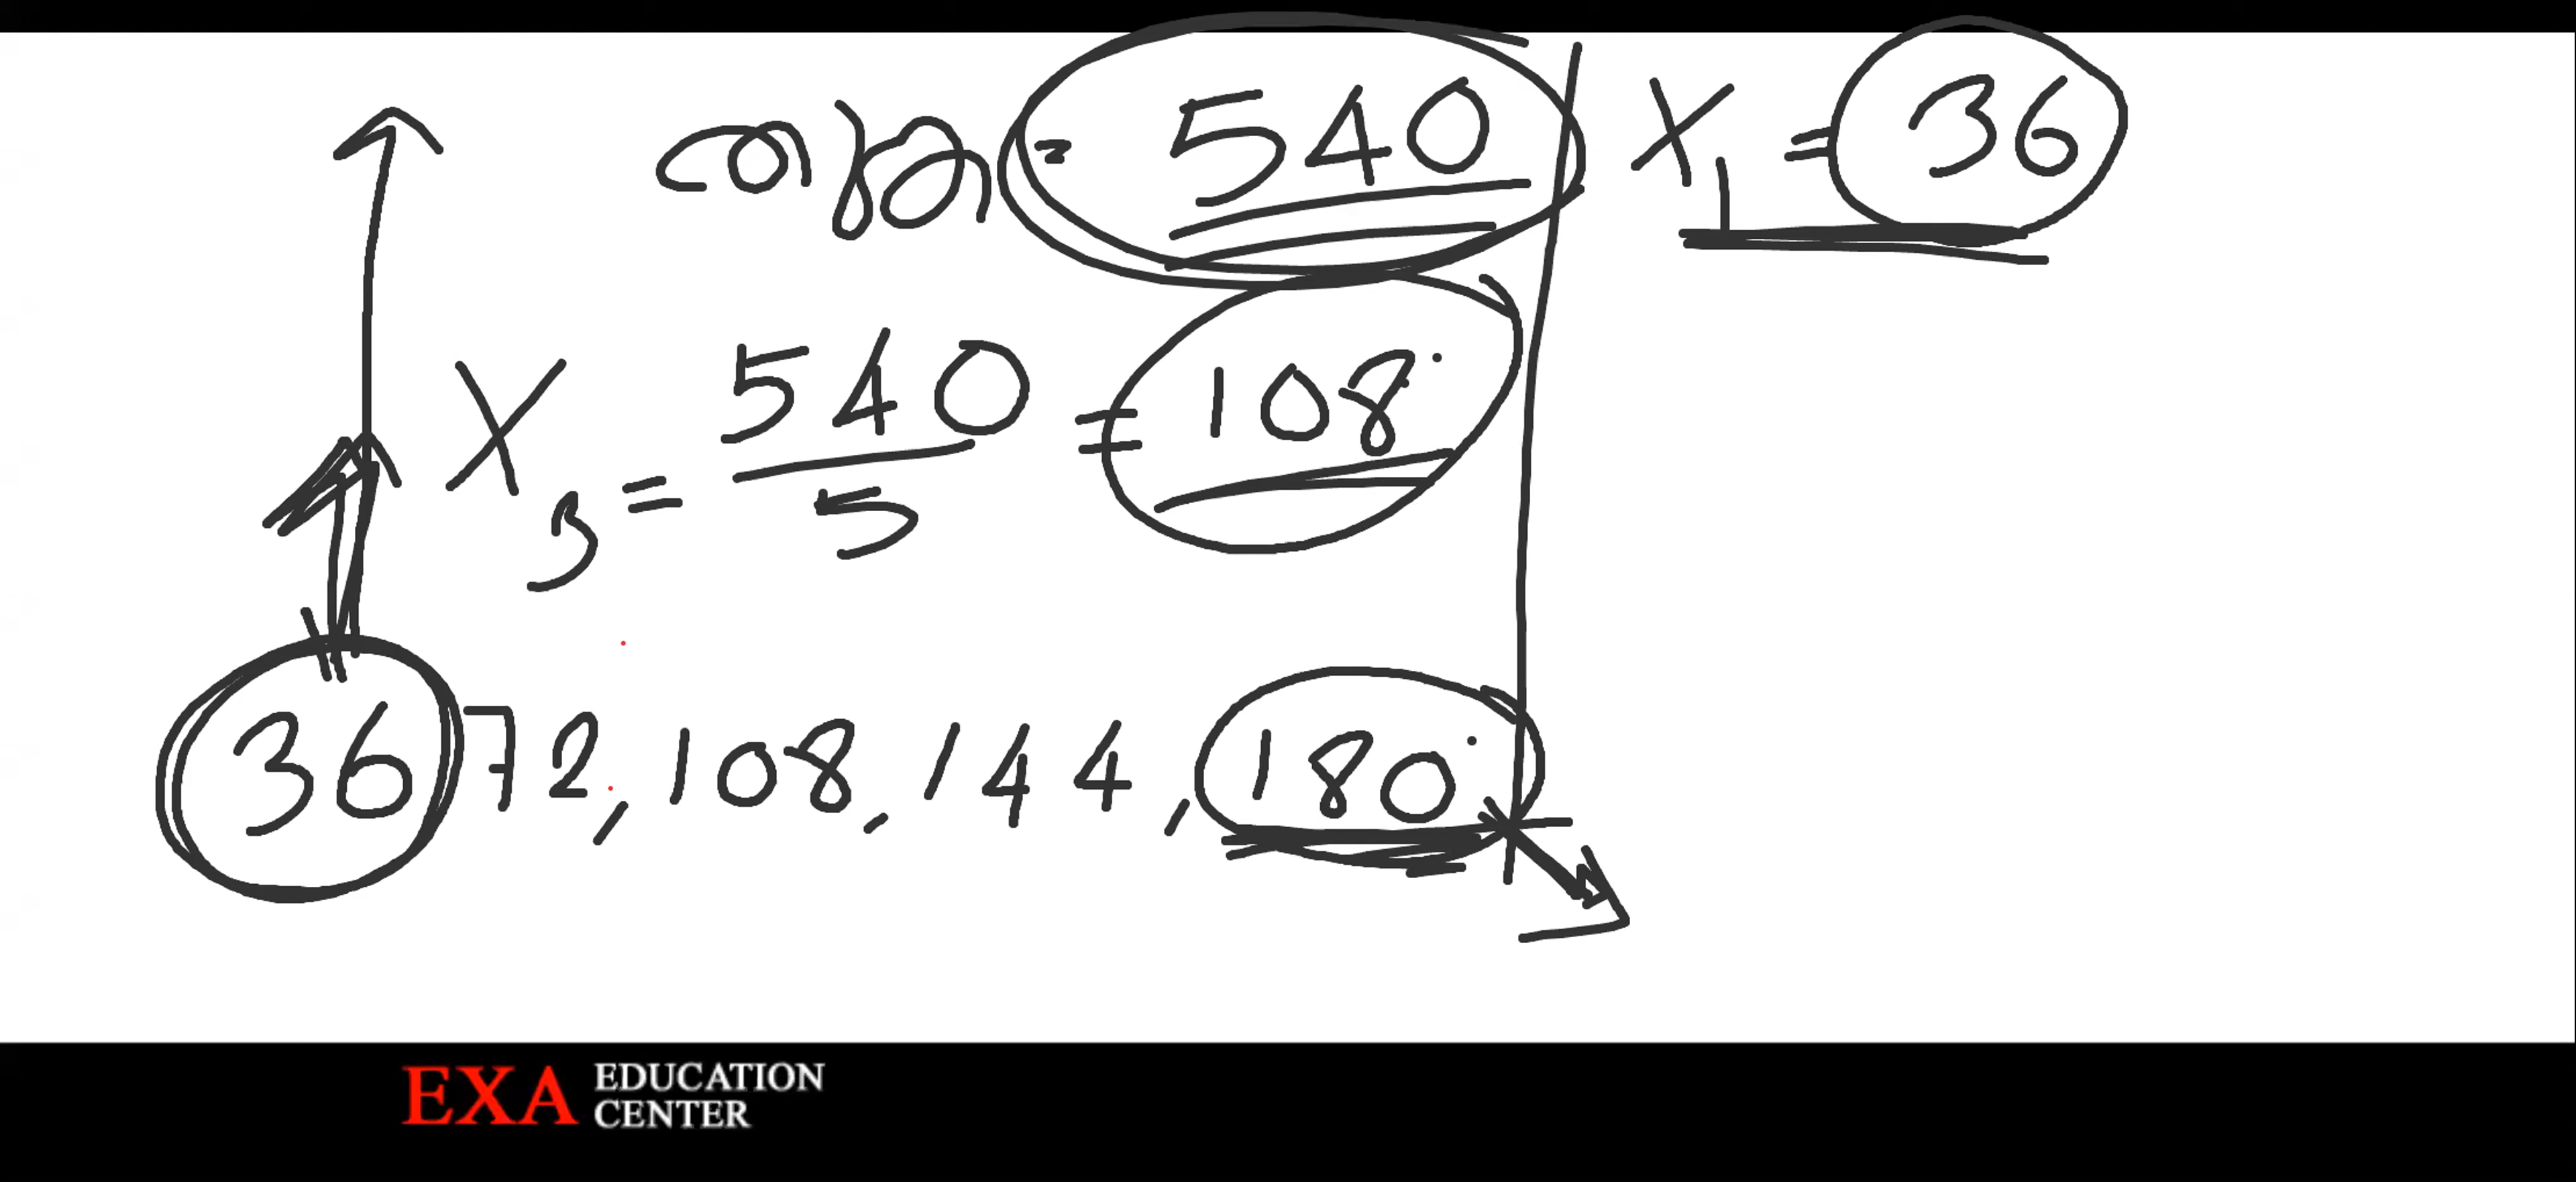 തുക = 540
X₁ = 36
X₃ = 540/5 = 108
36 72, 108, 144, 180
EXA EDUCATION CENTER